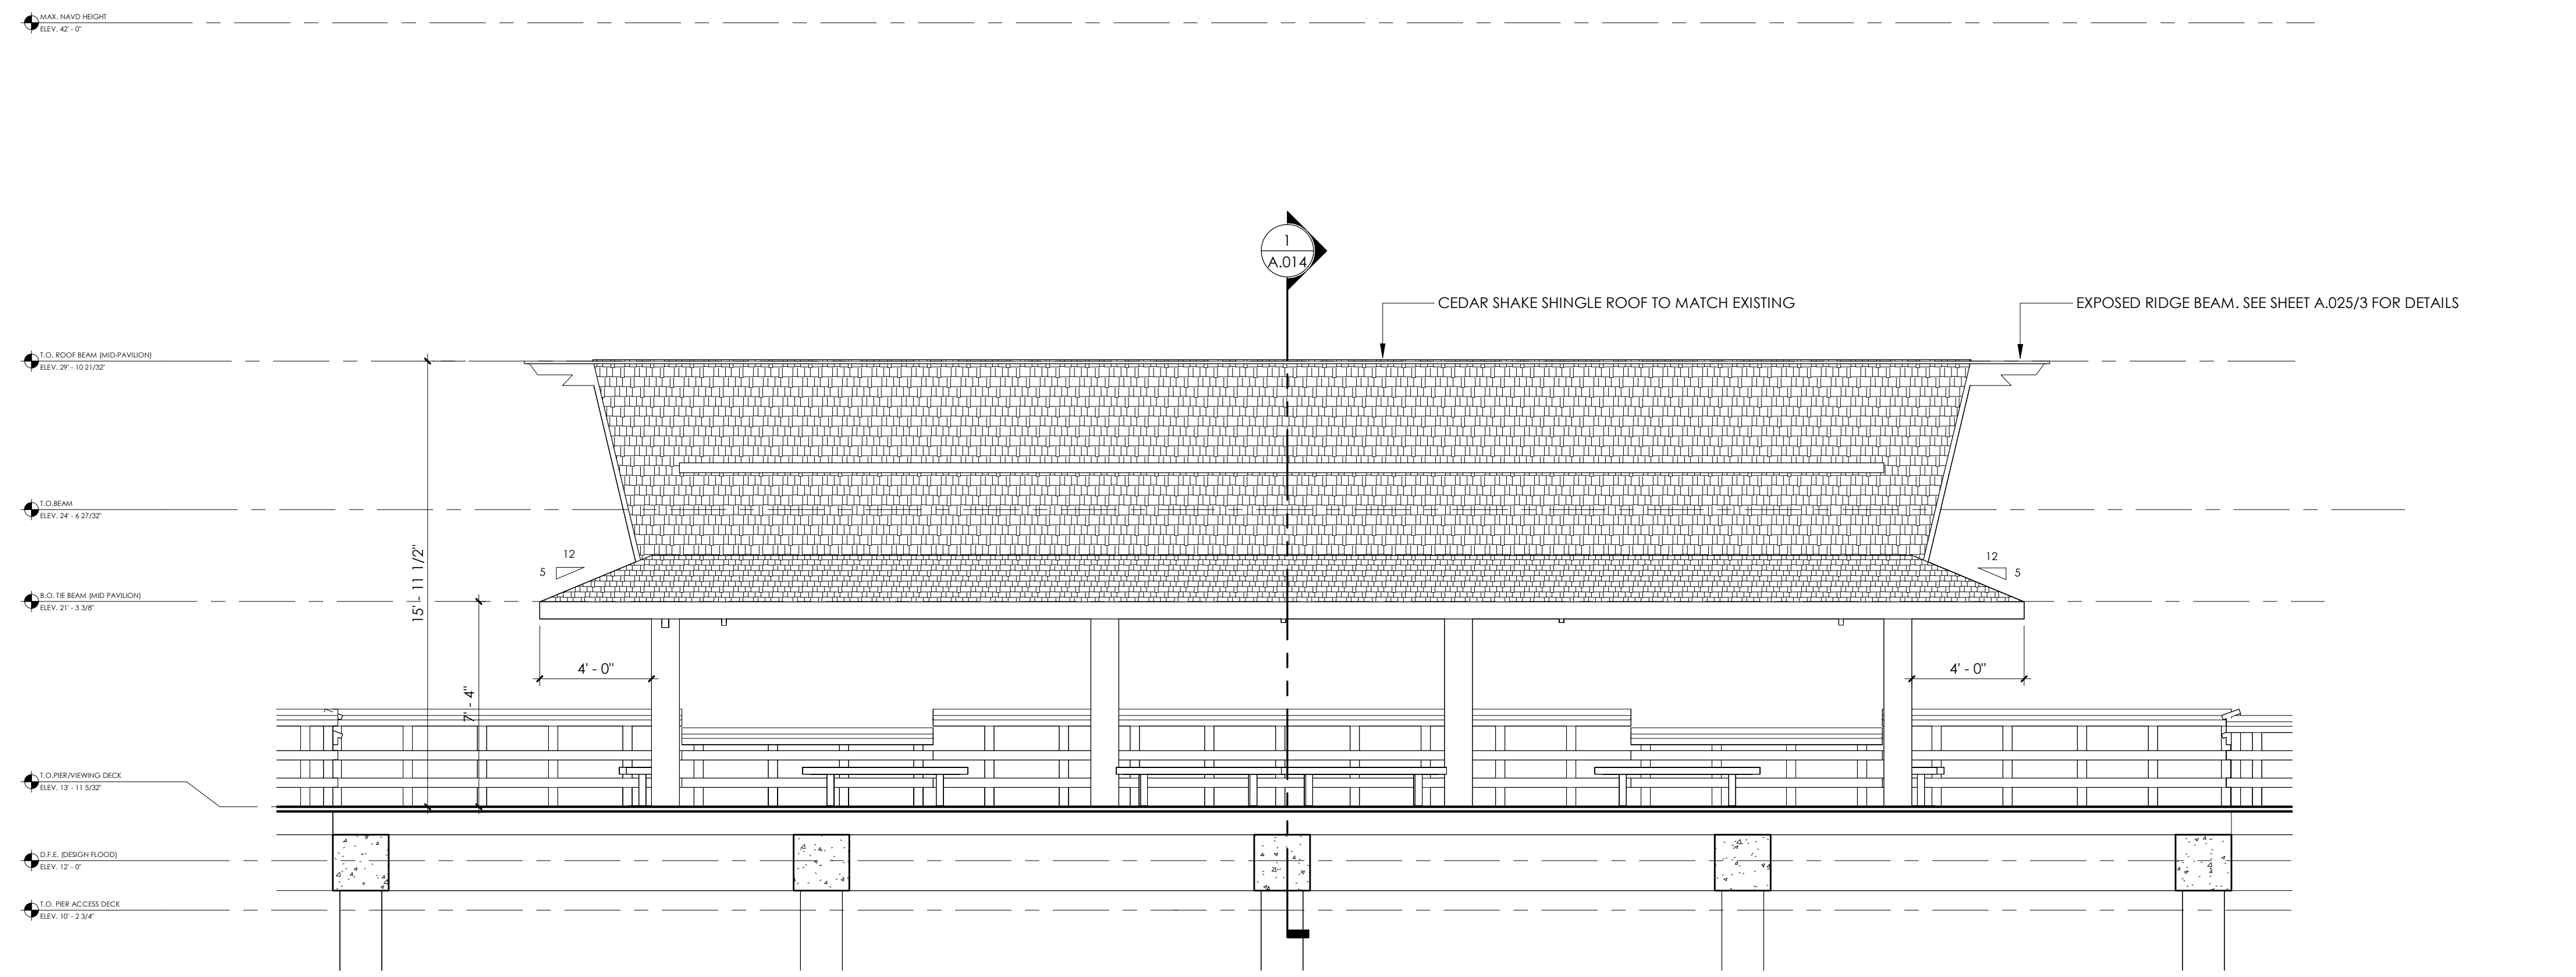 MAX. NAVD HEIGHT
ELEV. 42' - 0"
1
A.014
CEDAR SHAKE SHINGLE ROOF TO MATCH EXISTING
EXPOSED RIDGE BEAM. SEE SHEET A.025/3 FOR DETAILS
T.O. ROOF BEAM (MID-PAVILION)
ELEV. 29' - 10 21/32"
T.O.BEAM
ELEV. 24' - 6 27/32"
15' - 11 1/2"
12
5
12
5
B.O. TIE BEAM (MID PAVILION)
ELEV. 21' - 3 3/8"
4' - 0"
4' - 0"
7' - 4"
T.O.PIER/VIEWING DECK
ELEV. 13' - 11 5/32"
D.F.E. (DESIGN FLOOD)
ELEV. 12' - 0"
T.O. PIER ACCESS DECK
ELEV. 10' - 2 3/4"